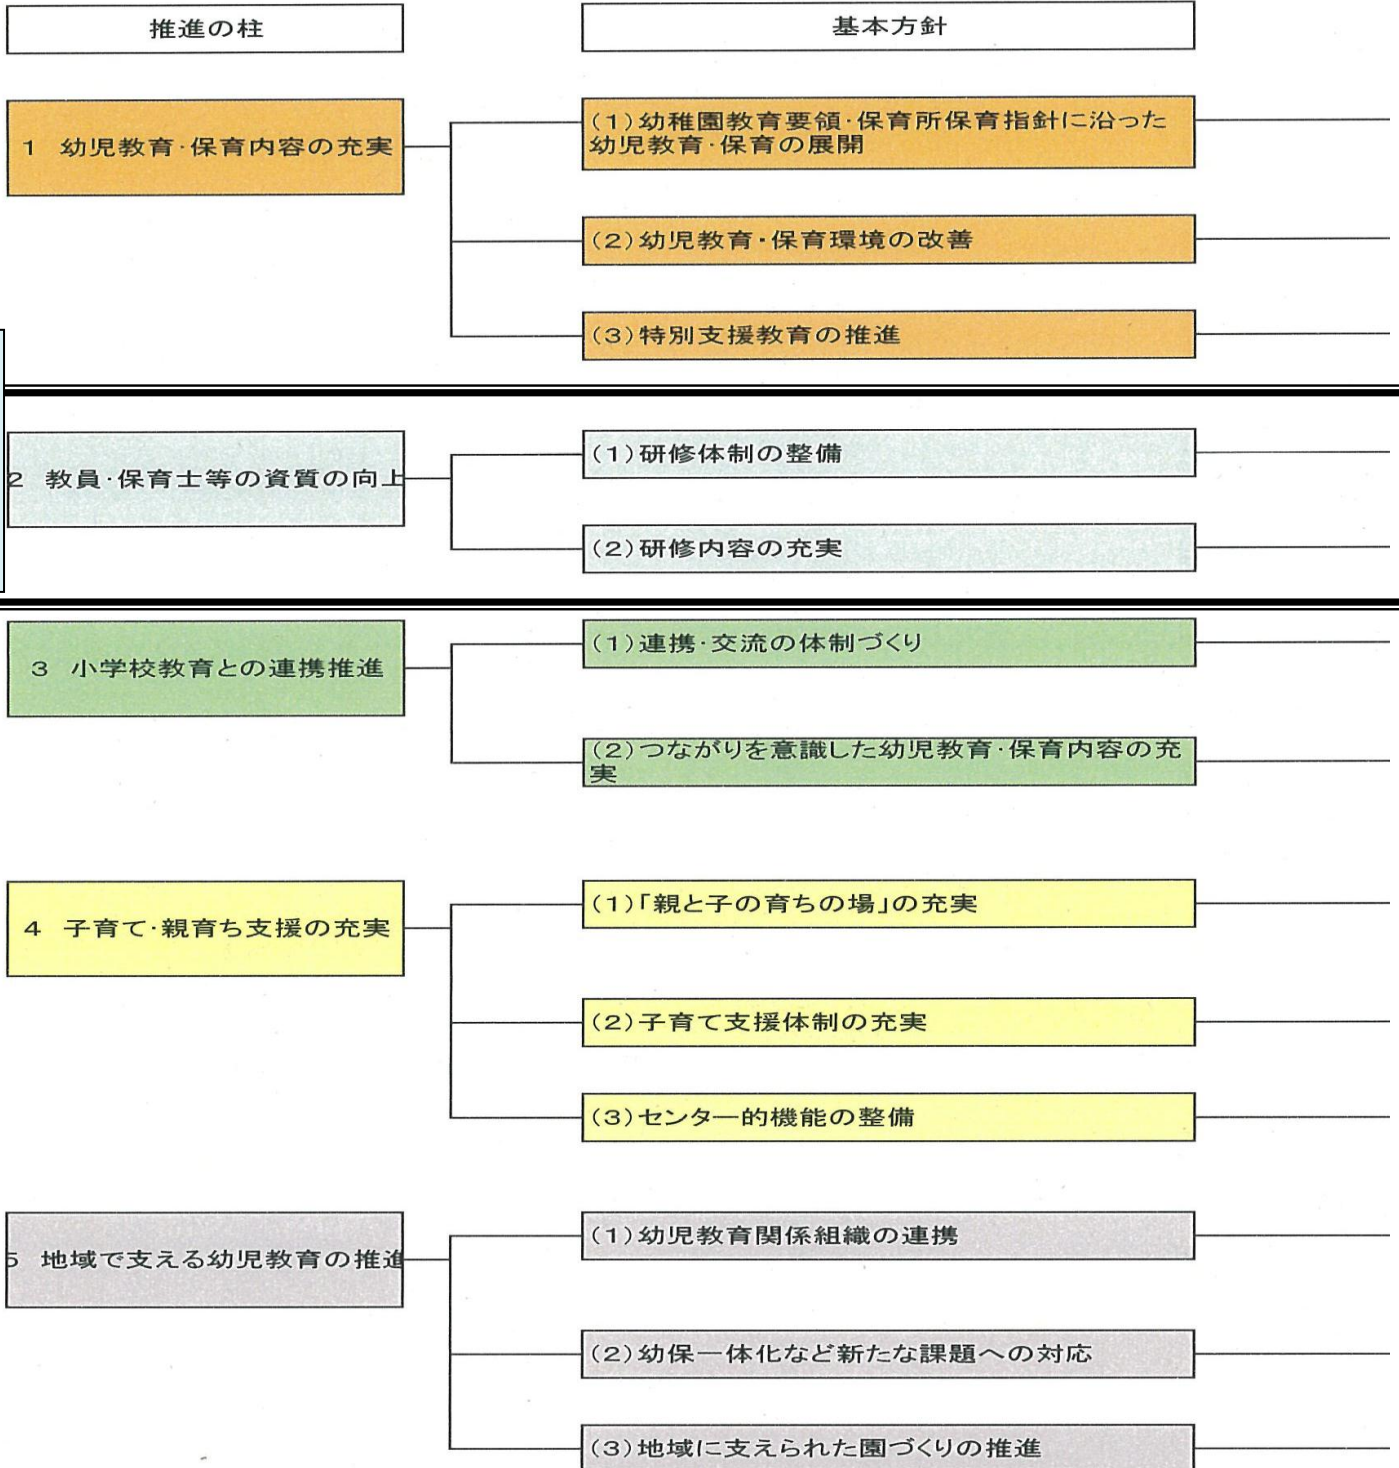 推進の柱
基本方針
1 幼児教育·保育内容の充実
(1)幼稚園教育要領·保育所保育指針に沿った
幼児教育·保育の展開
(2)幼児教育・保育環境の改善
(3)特別支援教育の推進
2 教員·保育士等の資質の向上
(1)研修体制の整備
(2)研修内容の充実
3 小学校教育との連携推進
(1)連携·交流の体制づくり
(2)つながりを意識した幼児教育·保育内容の充
実
4 子育て·親育ち支援の充実
(1)「親と子の育ちの場」の充実
(2)子育て支援体制の充実
(3)センター的機能の整備
5 地域で支える幼児教育の推進
(1)幼児教育関係組織の連携
(2)幼保一体化など新たな課題への対応
(3)地域に支えられた園づくりの推進